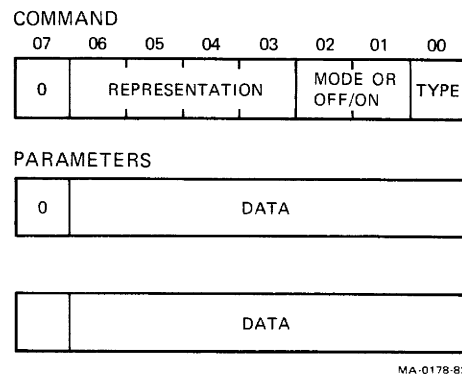 COMMAND
07 06 05 04 03 02 01 00
0 REPRESENTATION MODE OR OFF/ON TYPE
PARAMETERS
0 DATA
DATA